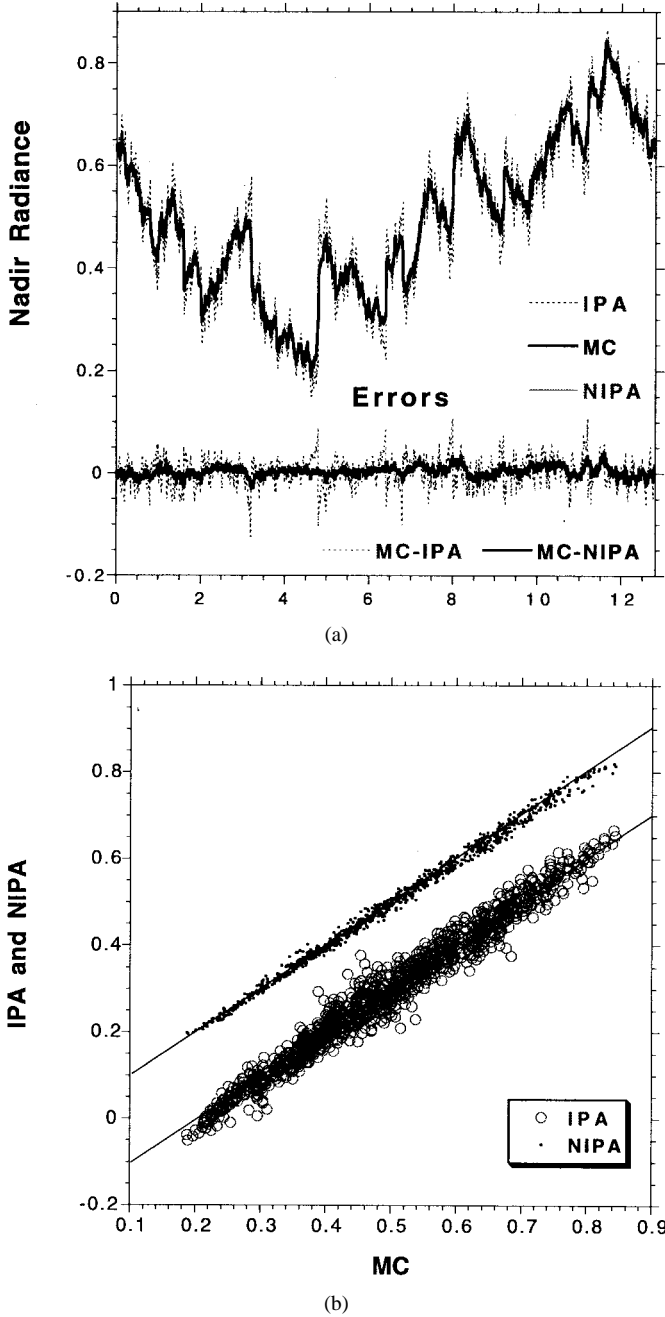 0.8
0.6
0.4
0.2
0
-0.2
Nadir Radiance
IPA
MC
NIPA
Errors
MC-IPA MC-NIPA
0 2 4 6 8 10 12
(a)
1
0.8
0.6
0.4
0.2
0
-0.2
IPA and NIPA
IPA
NIPA
0.1 0.2 0.3 0.4 0.5 0.6 0.7 0.8 0.9
MC
(b)